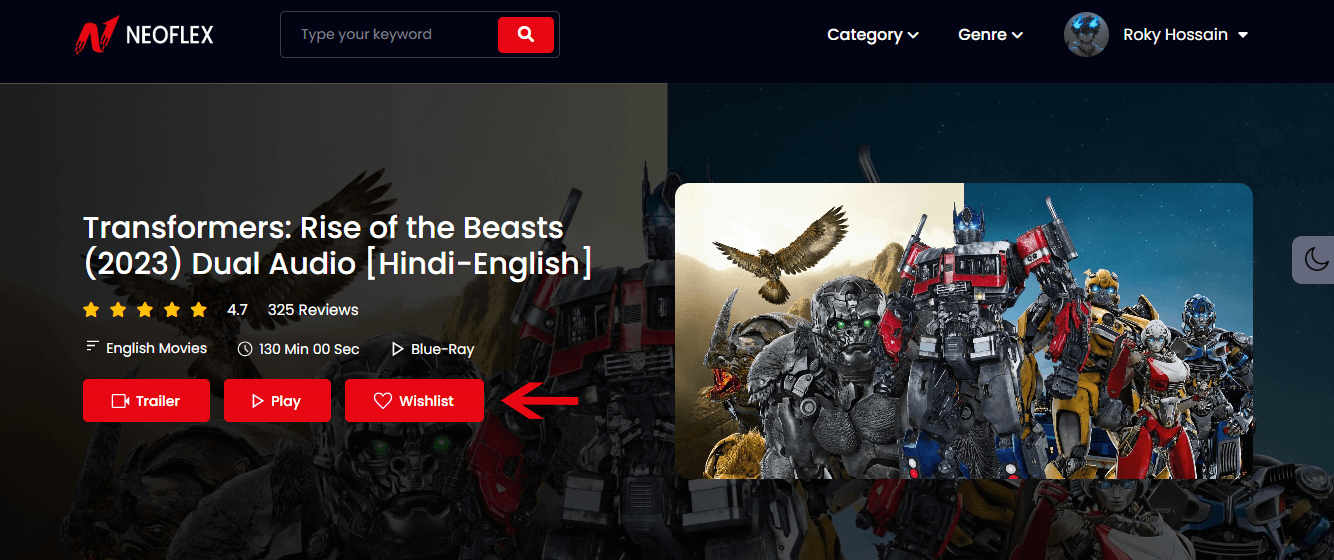 NEOFLEX
Type your keyword
Category
Genre
Roky Hossain
Transformers: Rise of the Beasts
(2023) Dual Audio [Hindi-English]
4.7 325 Reviews
English Movies 130 Min 00 Sec Blue-Ray
Trailer Play Wishlist